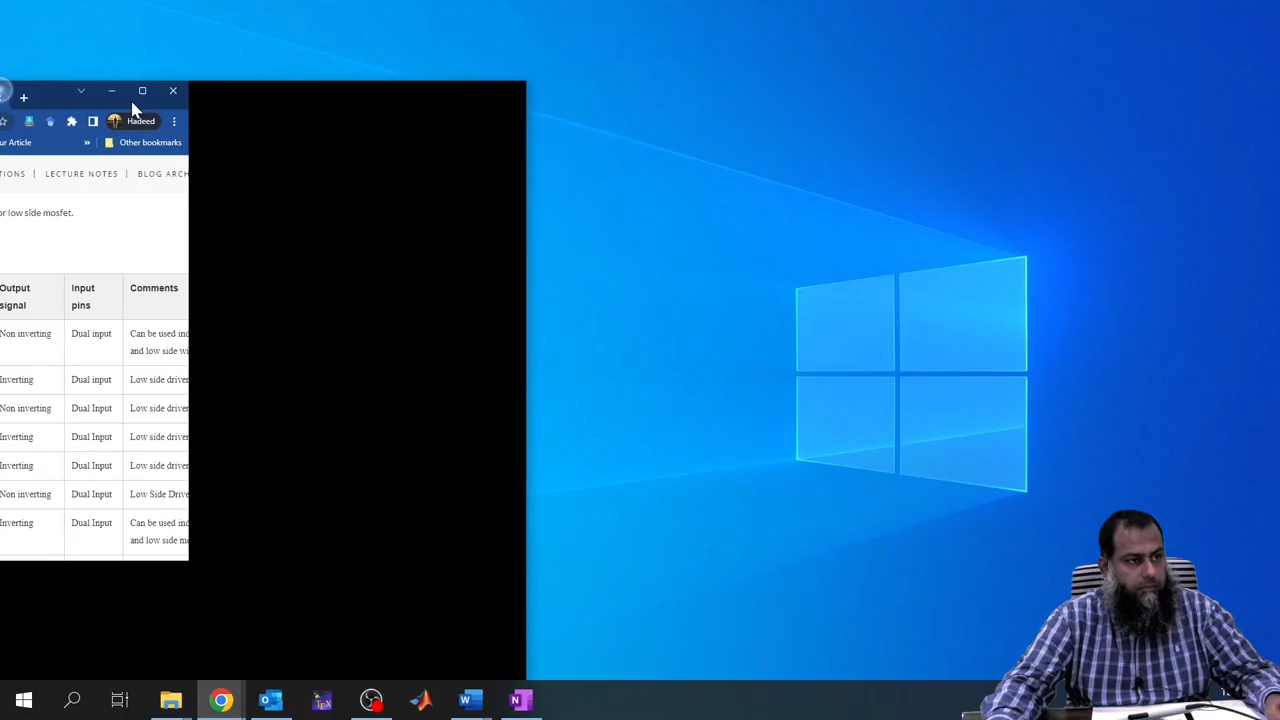 Hadeed
ur Article
»
Other bookmarks
TIONS | LECTURE NOTES | BLOG ARCH
or low side mosfet.
Output signal
Input pins
Comments
Non inverting
Dual input
Can be used ind
and low side wi
Inverting
Dual input
Low side driver
Non inverting
Dual Input
Low side driver
Inverting
Dual Input
Low side driver
Inverting
Dual Input
Low side driver
Non inverting
Dual Input
Low Side Drive
Inverting
Dual Input
Can be used ind
and low side mo